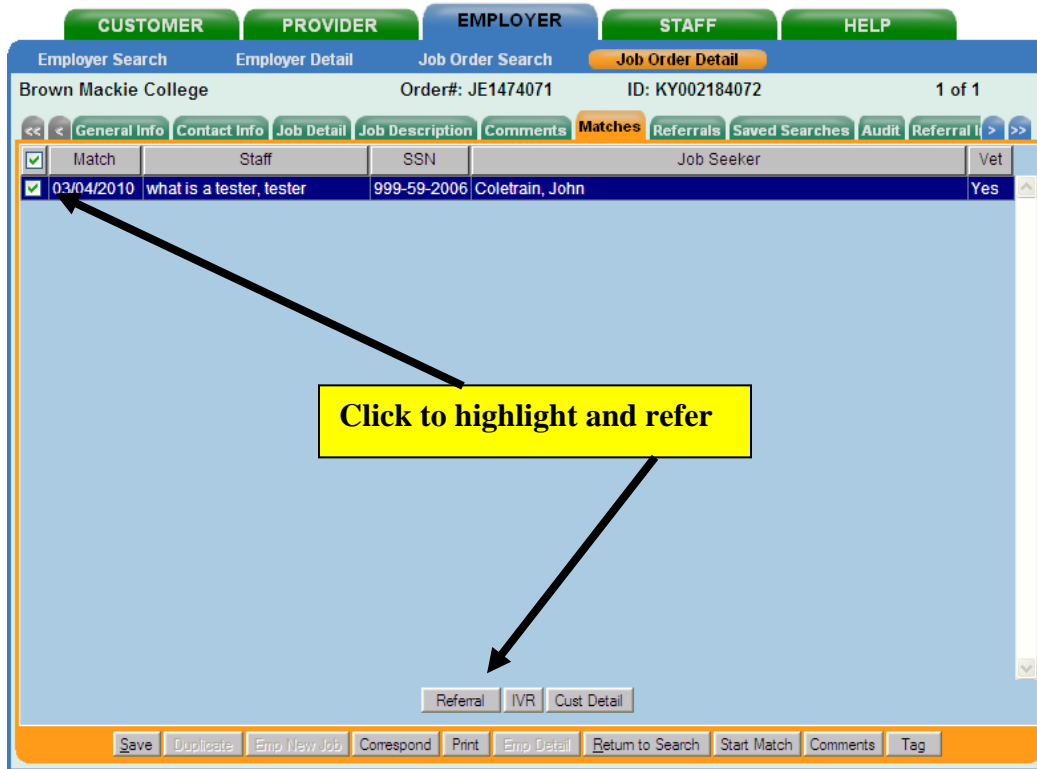 CUSTOMER PROVIDER EMPLOYER STAFF HELP
Employer Search Employer Detail Job Order Search Job Order Detail
Brown Mackie College Order#: JE1474071 ID: KY002184072 1 of 1
<< < General Info Contact Info Job Detail Job Description Comments Matches Referrals Saved Searches Audit Referral > >>
Match Staff SSN Job Seeker Vet
03/04/2010 what is a tester, tester 999-59-2006 Coletrain, John Yes
Click to highlight and refer
Referral IVR Cust Detail
Save Duplicate Emp New Job Correspond Print Emp Detail Return to Search Start Match Comments Tag